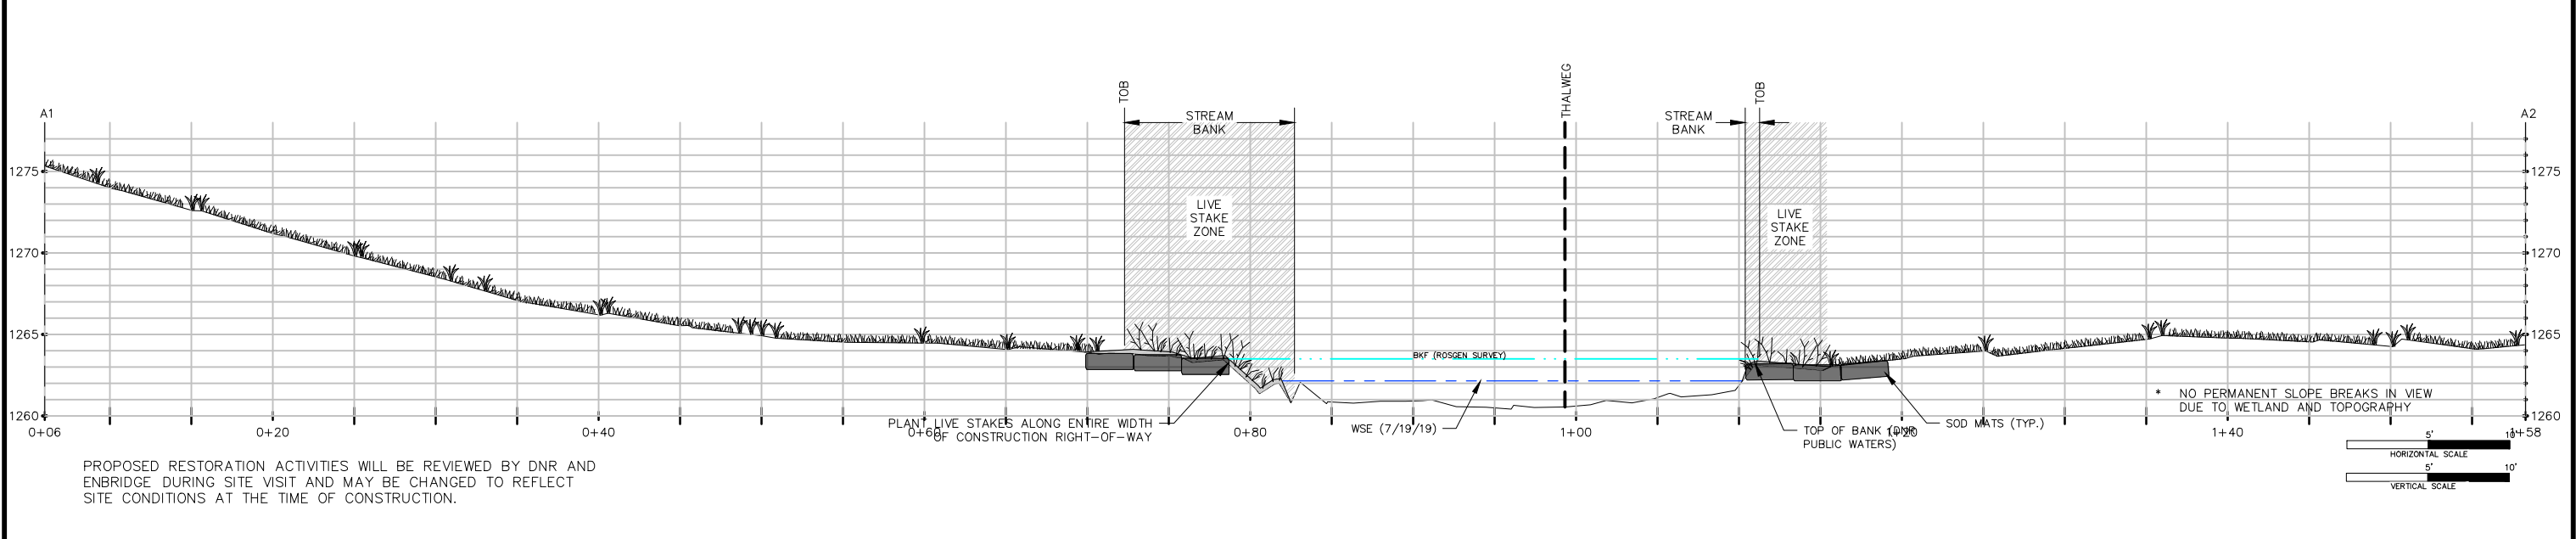 A1
TOB
STREAM
BANK
THALWEG
STREAM
BANK
TOB
A2
1275
1275
LIVE
STAKE
ZONE
LIVE
STAKE
ZONE
1270
1270
1265
1265
BKF (ROSGEN SURVEY)
1260
1260
* NO PERMANENT SLOPE BREAKS IN VIEW
DUE TO WETLAND AND TOPOGRAPHY
PLANT LIVE STAKES ALONG ENTIRE WIDTH
OF CONSTRUCTION RIGHT-OF-WAY
WSE (7/19/19)
TOP OF BANK (DNR
PUBLIC WATERS)
SOD MATS (TYP.)
0+06
0+20
0+40
0+60
0+80
1+00
1+20
1+40
1+58
5'
10'
HORIZONTAL SCALE
5'
10'
VERTICAL SCALE
PROPOSED RESTORATION ACTIVITIES WILL BE REVIEWED BY DNR AND
ENBRIDGE DURING SITE VISIT AND MAY BE CHANGED TO REFLECT
SITE CONDITIONS AT THE TIME OF CONSTRUCTION.